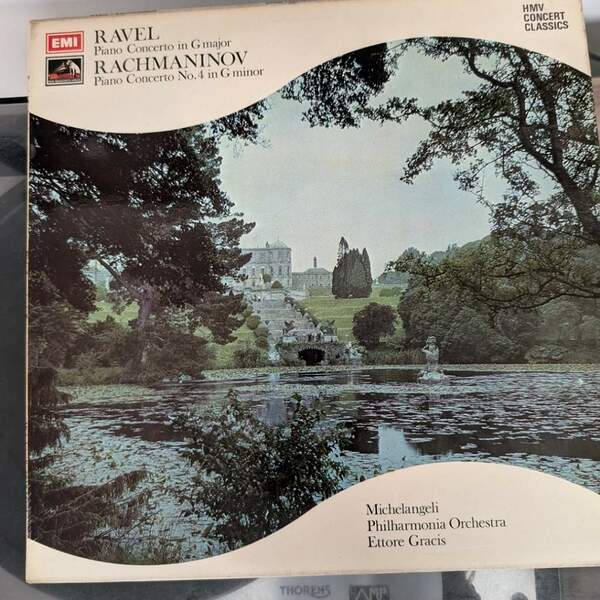 EMI
RAVEL
Piano Concerto in G major
RACHMANINOV
Piano Concerto No. 4 in G minor
HMV
CONCERT
CLASSICS
Michelangeli
Philharmonia Orchestra
Ettore Gracis
THORENS